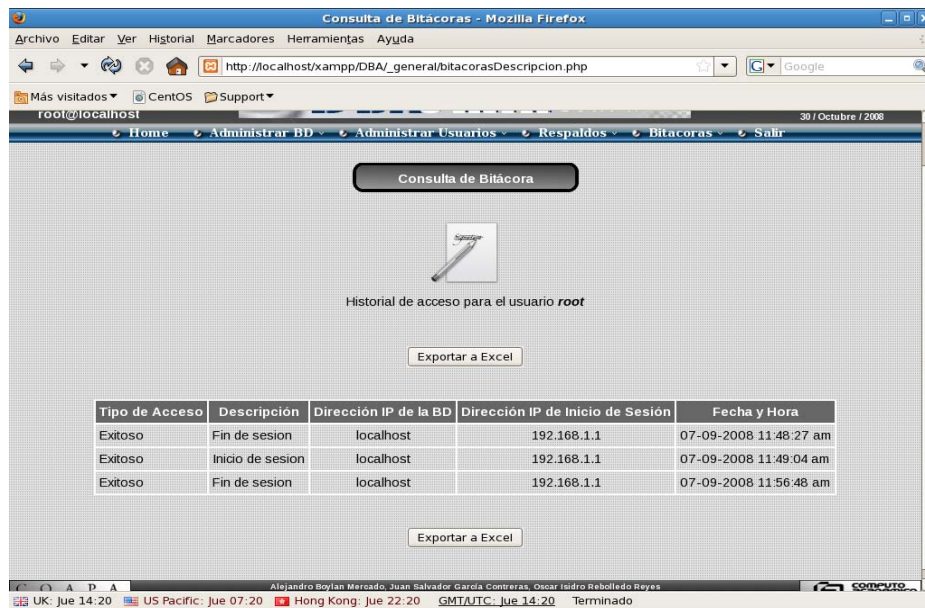 Consulta de Bitácoras - Mozilla Firefox
Archivo Editar Ver Historial Marcadores Herramientas Ayuda
http://localhost/xampp/DBA/_general/bitacorasDescripcion.php
G Google
Más visitados CentOS Support
root@localhost
30 / Octubre / 2008
Home Administrar BD Administrar Usuarios Respaldos Bitacoras Salir
Consulta de Bitácora
Historial de acceso para el usuario root
Exportar a Excel
Tipo de Acceso Descripción Dirección IP de la BD Dirección IP de Inicio de Sesión Fecha y Hora
Exitoso Fin de sesion localhost 192.168.1.1 07-09-2008 11:48:27 am
Exitoso Inicio de sesion localhost 192.168.1.1 07-09-2008 11:49:04 am
Exitoso Fin de sesion localhost 192.168.1.1 07-09-2008 11:56:48 am
Exportar a Excel
C O A P A Alejandro Boylan Mercado, Juan Salvador García Contreras, Oscar Isidro Rebolledo Reyes
UK: Jue 14:20 US Pacific: Jue 07:20 Hong Kong: Jue 22:20 GMT/UTC: Jue 14:20 Terminado